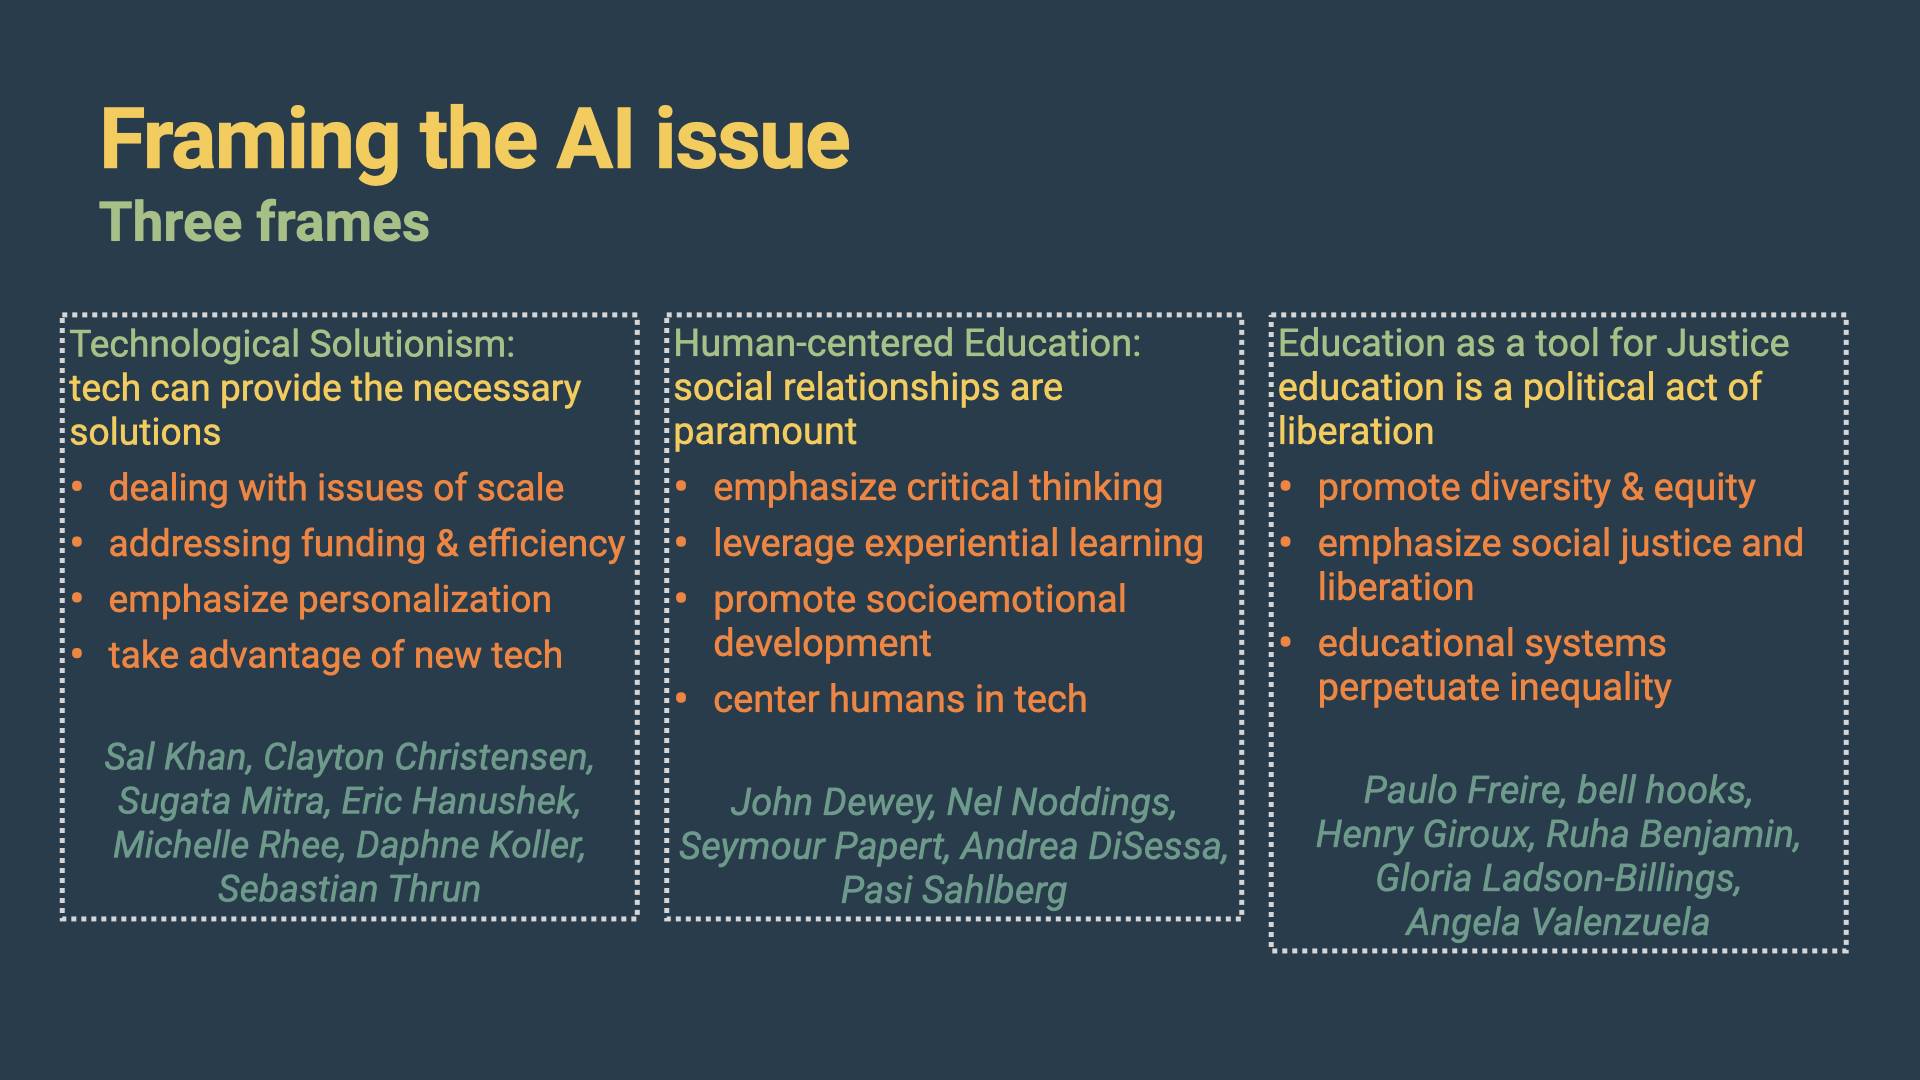 Framing the AI issue
Three frames
Technological Solutionism:
tech can provide the necessary
solutions
• dealing with issues of scale
• addressing funding & efficiency
• emphasize personalization
• take advantage of new tech
Sal Khan, Clayton Christensen,
Sugata Mitra, Eric Hanushek,
Michelle Rhee, Daphne Koller,
Sebastian Thrun
Human-centered Education:
social relationships are
paramount
• emphasize critical thinking
• leverage experiential learning
• promote socioemotional
development
• center humans in tech
John Dewey, Nel Noddings,
Seymour Papert, Andrea DiSessa,
Pasi Sahlberg
Education as a tool for Justice
education is a political act of
liberation
• promote diversity & equity
• emphasize social justice and
liberation
• educational systems
perpetuate inequality
Paulo Freire, bell hooks,
Henry Giroux, Ruha Benjamin,
Gloria Ladson-Billings,
Angela Valenzuela